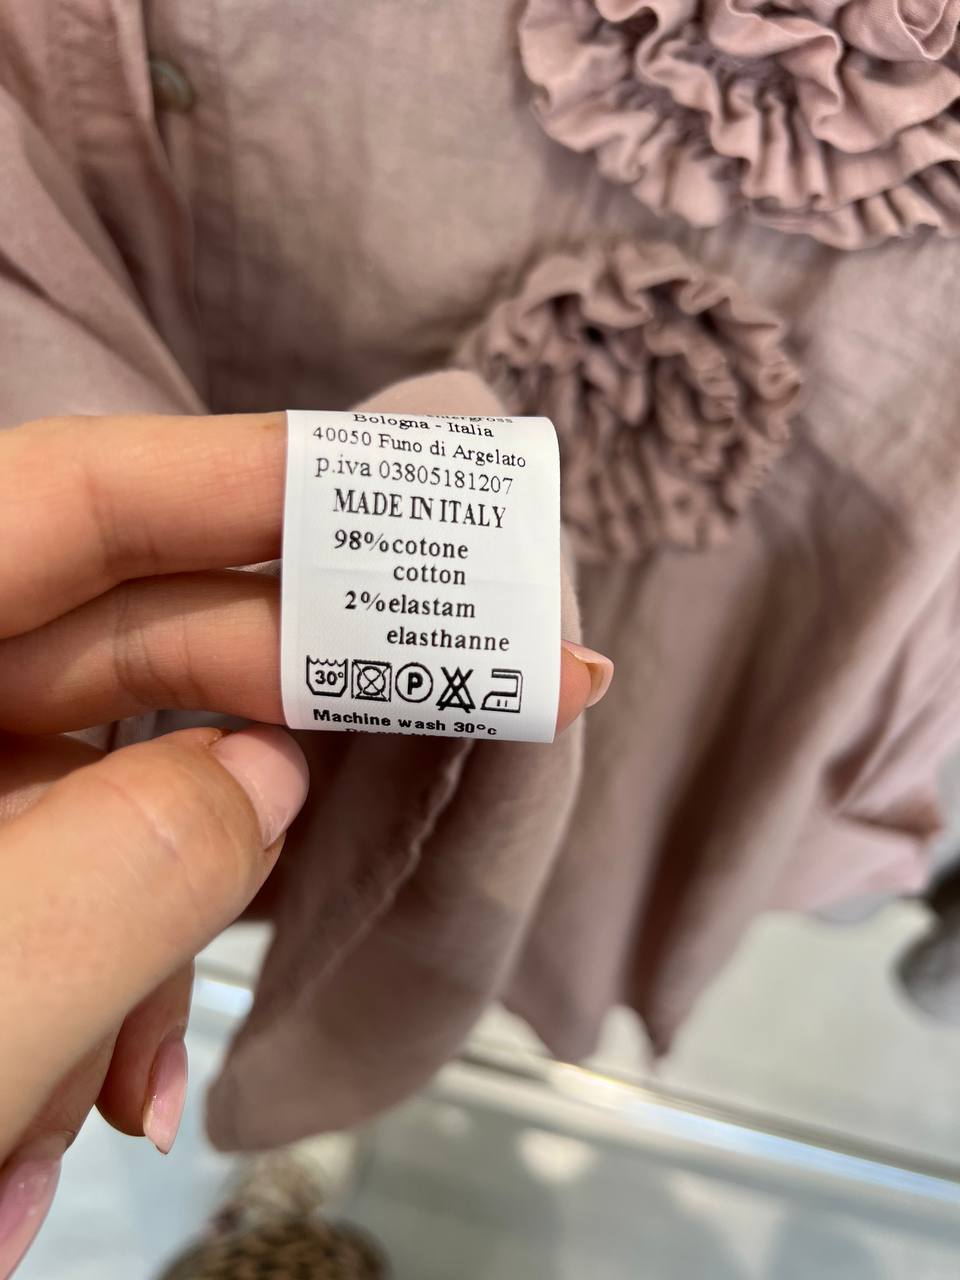 Bologna - Italia
40050 Funo di Argelato
p.iva 03805181207
MADE IN ITALY
98%cotone
cotton
2%elastam
elasthanne
30° P
Machine wash 30°c